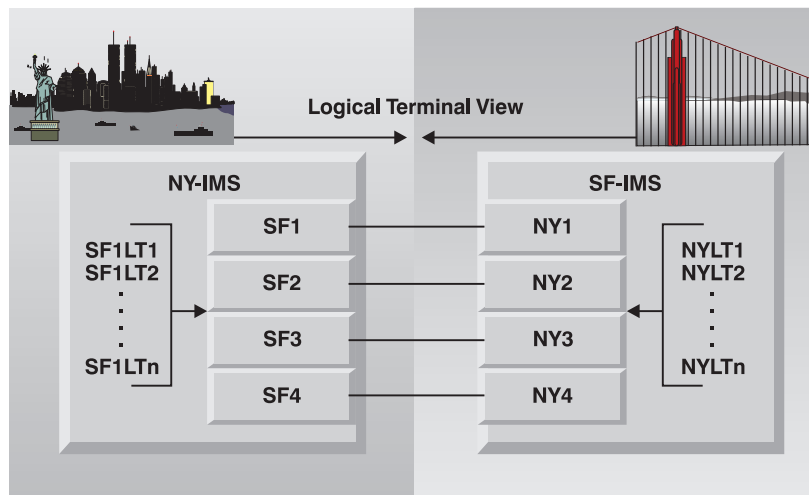 Logical Terminal View
NY-IMS
SF1LT1
SF1LT2
.
.
.
.
SF1LTn
SF1
SF2
SF3
SF4
SF-IMS
NY1
NY2
NY3
NY4
NYLT1
NYLT2
.
.
.
.
NYLTn